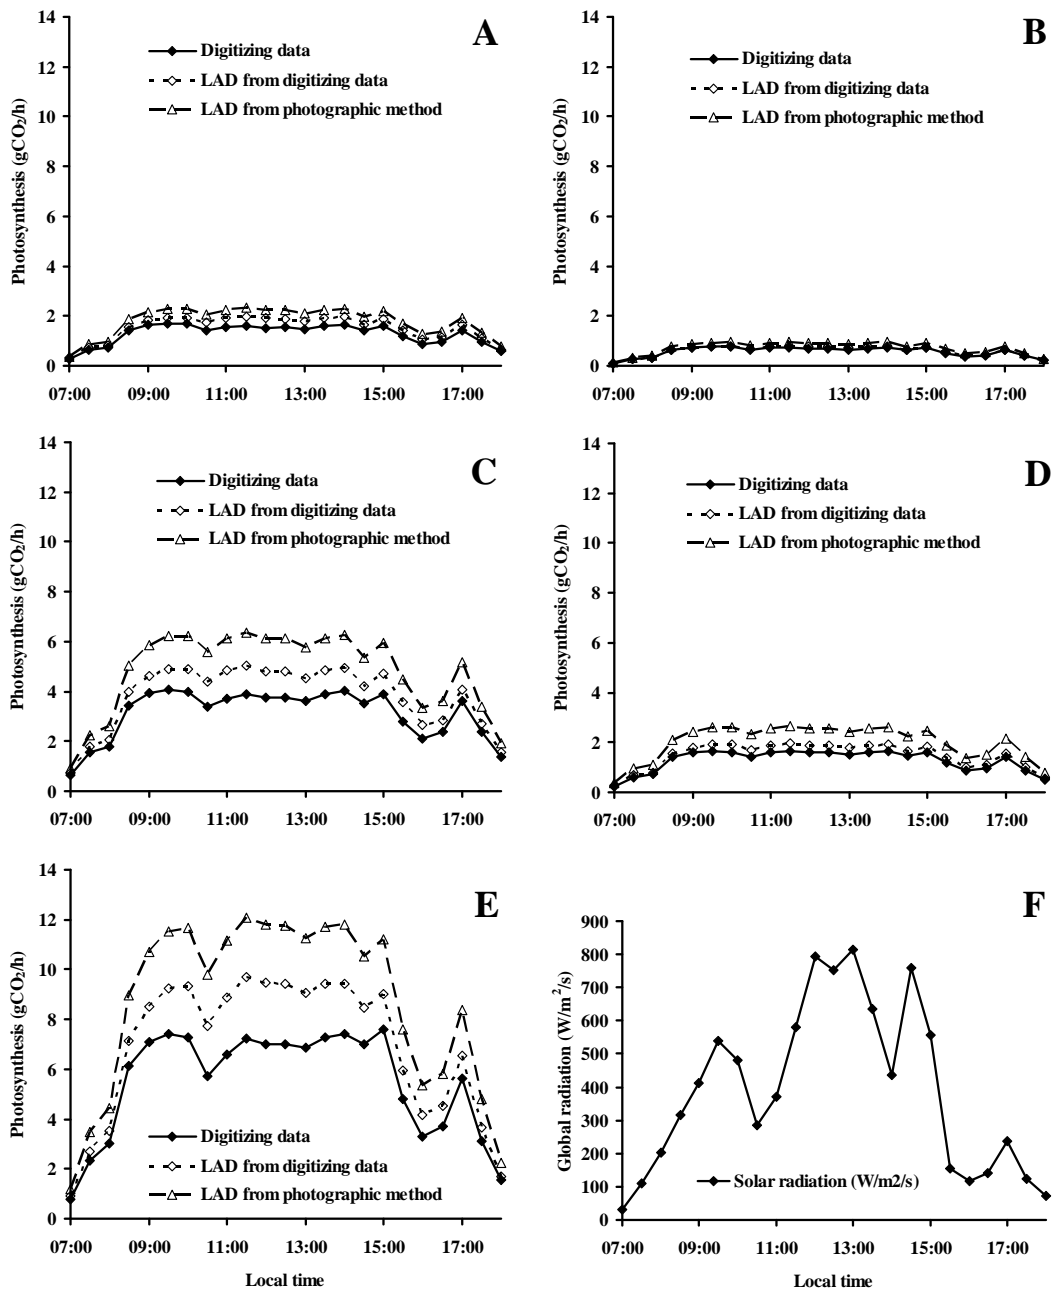 A
Digitizing data
LAD from digitizing data
LAD from photographic method
Photosynthesis (gCO₂/h)
14
12
10
8
6
4
2
0
07:00 09:00 11:00 13:00 15:00 17:00
B
Digitizing data
LAD from digitizing data
LAD from photographic method
Photosynthesis (gCO₂/h)
14
12
10
8
6
4
2
0
07:00 09:00 11:00 13:00 15:00 17:00
C
Digitizing data
LAD from digitizing data
LAD from photographic method
Photosynthesis (gCO₂/h)
14
12
10
8
6
4
2
0
07:00 09:00 11:00 13:00 15:00 17:00
D
Digitizing data
LAD from digitizing data
LAD from photographic method
Photosynthesis (gCO₂/h)
14
12
10
8
6
4
2
0
07:00 09:00 11:00 13:00 15:00 17:00
E
Photosynthesis (gCO₂/h)
14
12
10
8
6
4
2
0
Digitizing data
LAD from digitizing data
LAD from photographic method
07:00 09:00 11:00 13:00 15:00 17:00
Local time
F
Global radiation (W/m²/s)
900
800
700
600
500
400
300
200
100
0
Solar radiation (W/m2/s)
07:00 09:00 11:00 13:00 15:00 17:00
Local time